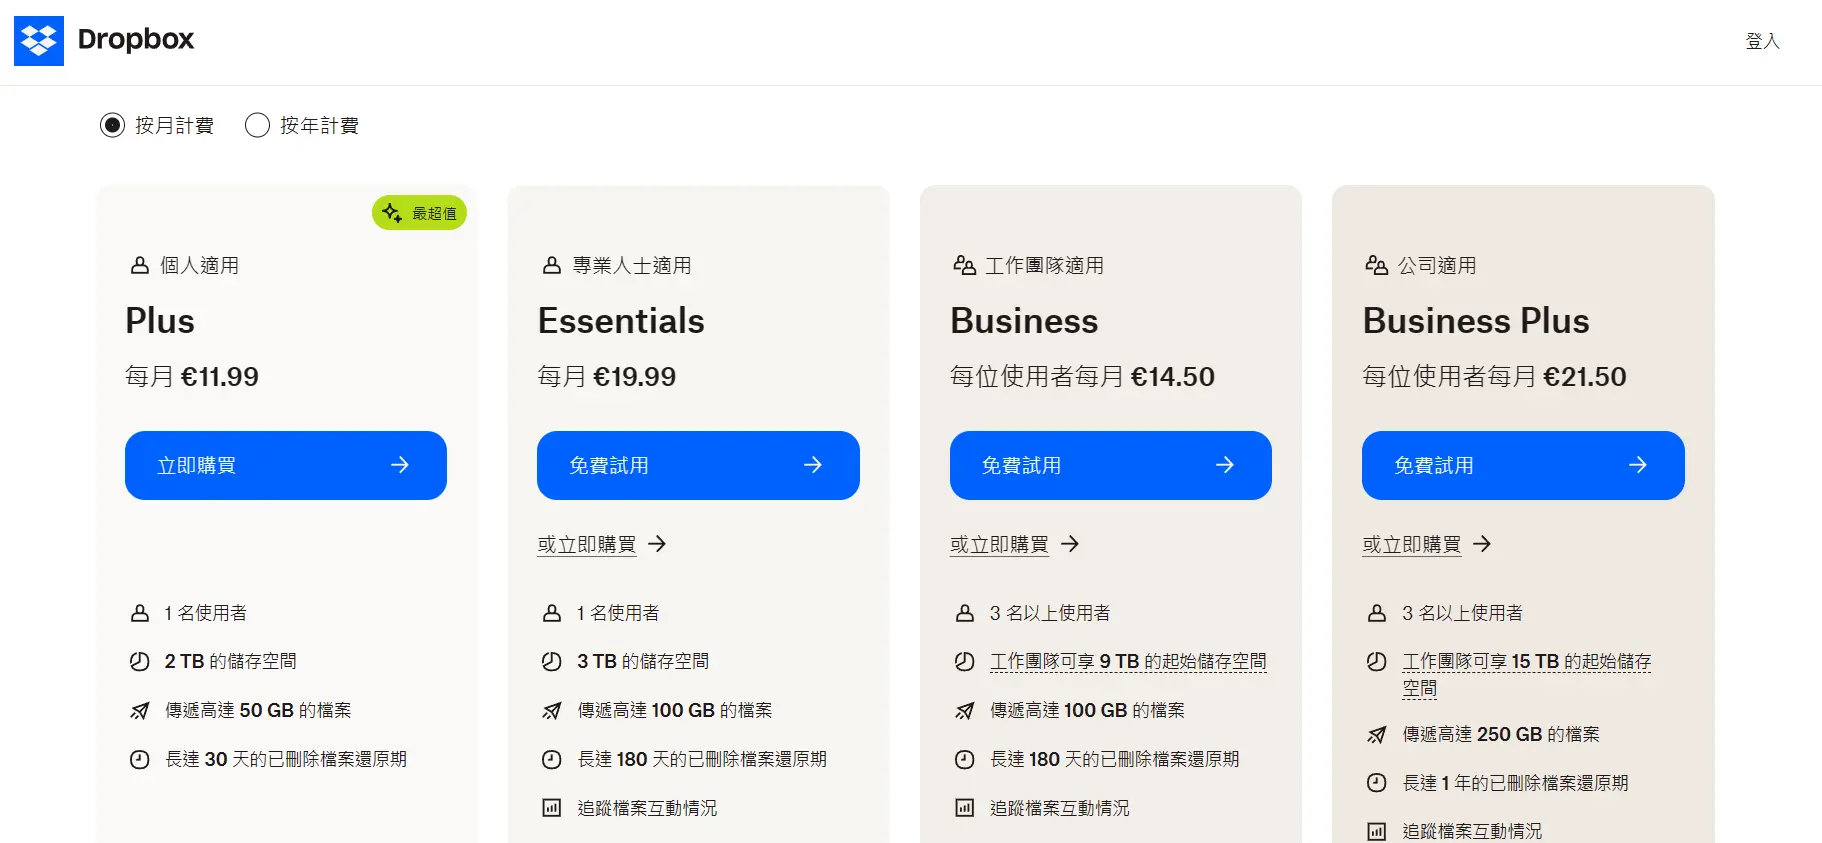 Dropbox
登入
按月計費
按年計費
最超值
個人適用
Plus
每月 €11.99
立即購買
1 名使用者
2 TB 的儲存空間
傳遞高達 50 GB 的檔案
長達 30 天的已刪除檔案還原期
專業人士適用
Essentials
每月 €19.99
免費試用
或立即購買
1 名使用者
3 TB 的儲存空間
傳遞高達 100 GB 的檔案
長達 180 天的已刪除檔案還原期
追蹤檔案互動情況
工作團隊適用
Business
每位使用者每月 €14.50
免費試用
或立即購買
3 名以上使用者
工作團隊可享 9 TB 的起始儲存空間
傳遞高達 100 GB 的檔案
長達 180 天的已刪除檔案還原期
追蹤檔案互動情況
公司適用
Business Plus
每位使用者每月 €21.50
免費試用
或立即購買
3 名以上使用者
工作團隊可享 15 TB 的起始儲存
空間
傳遞高達 250 GB 的檔案
長達 1 年的已刪除檔案還原期
追蹤檔案互動情況